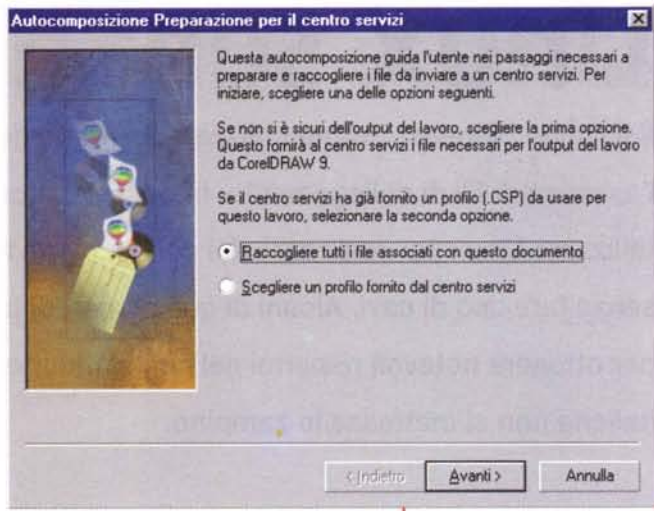 Autocomposizione Preparazione per il centro servizi
Questa autocomposizione guida l'utente nei passaggi necessari a
preparare e raccogliere i file da inviare a un centro servizi. Per
iniziare, scegliere una delle opzioni seguenti.
Se non si è sicuri dell'output del lavoro, scegliere la prima opzione.
Questo fornirà al centro servizi i file necessari per l'output del lavoro
da CorelDRAW 9.
Se il centro servizi ha già fornito un profilo (.CSP) da usare per
questo lavoro, selezionare la seconda opzione.
Raccogliere tutti i file associati con questo documento
Scegliere un profilo fornito dal centro servizi
< Indietro
Avanti >
Annulla